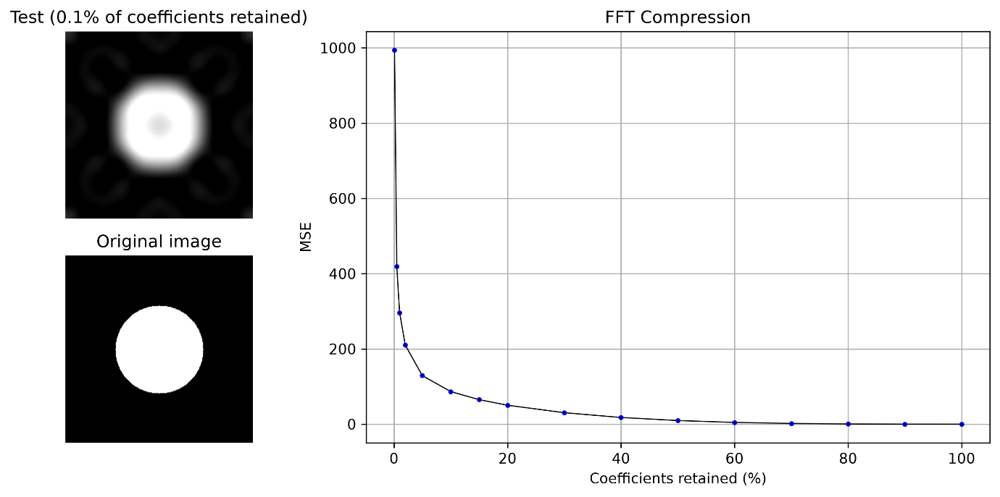 Test (0.1% of coefficients retained)
Original image
FFT Compression
MSE
1000
800
600
400
200
0
0 20 40 60 80 100
Coefficients retained (%)